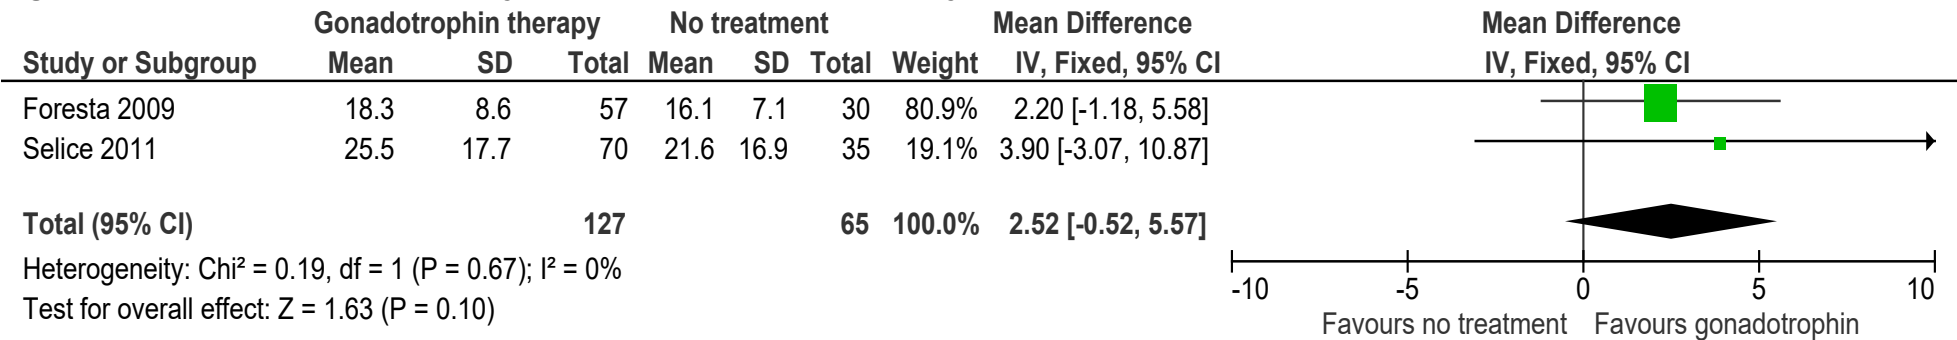 Gonadotrophin therapy No treatment Mean Difference Mean Difference
Study or Subgroup Mean SD Total Mean SD Total Weight IV, Fixed, 95% CI IV, Fixed, 95% CI
Foresta 2009 18.3 8.6 57 16.1 7.1 30 80.9% 2.20 [-1.18, 5.58]
Selice 2011 25.5 17.7 70 21.6 16.9 35 19.1% 3.90 [-3.07, 10.87]
Total (95% CI) 127 65 100.0% 2.52 [-0.52, 5.57]
Heterogeneity: Chi² = 0.19, df = 1 (P = 0.67); I² = 0%
Test for overall effect: Z = 1.63 (P = 0.10)
-10 -5 0 5 10
Favours no treatment Favours gonadotrophin